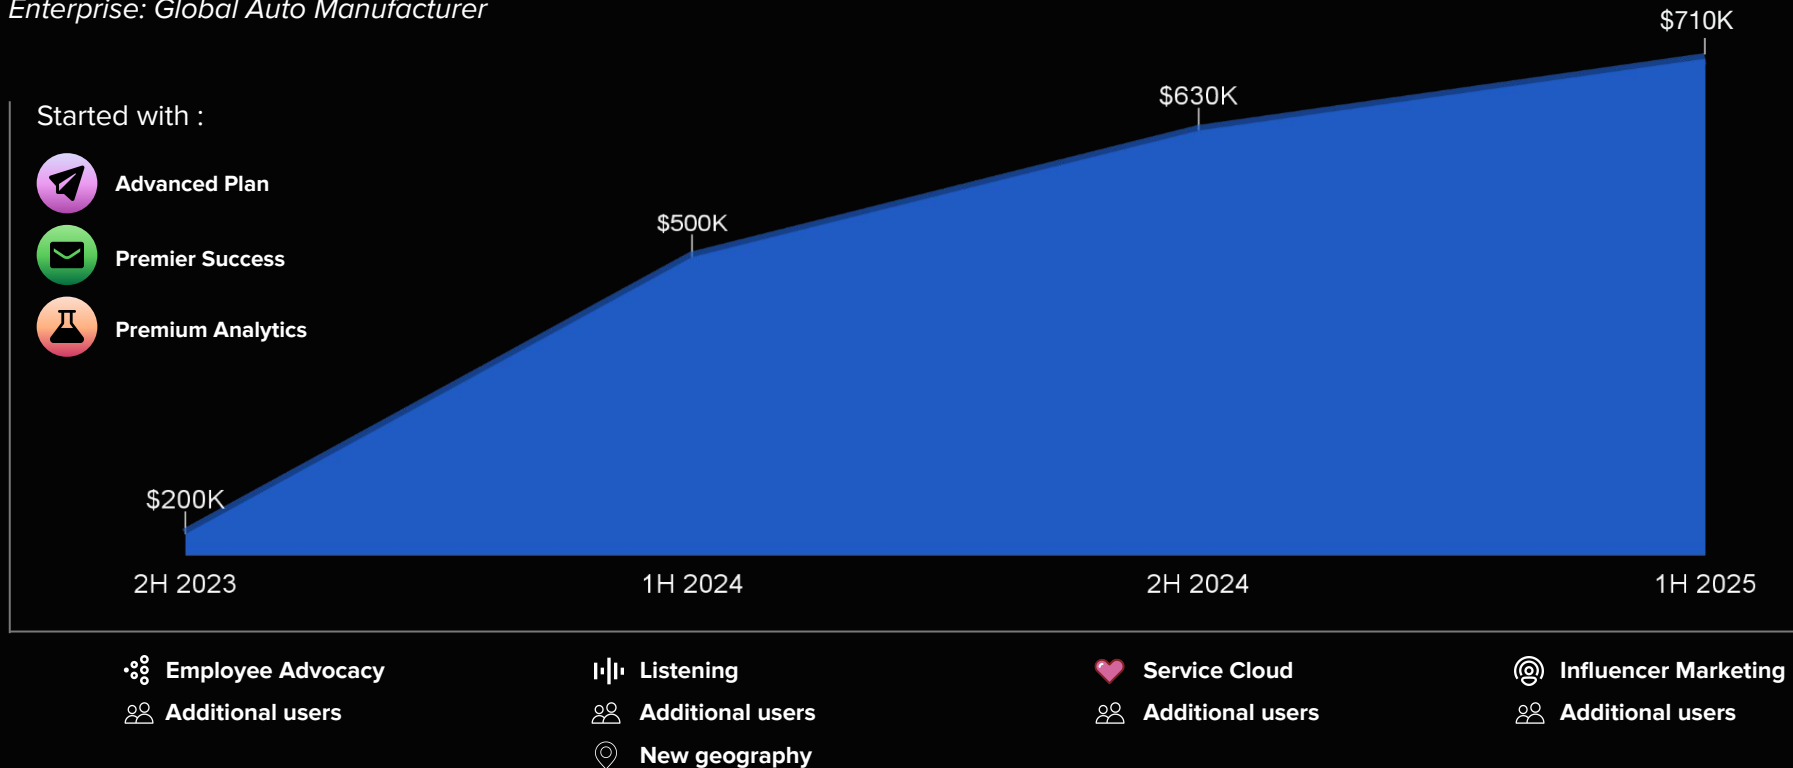 Enterprise: Global Auto Manufacturer
$710K
$630K
$500K
$200K
Started with :
Advanced Plan
Premier Success
Premium Analytics
2H 2023
1H 2024
2H 2024
1H 2025
Employee Advocacy
Additional users
Listening
Additional users
New geography
Service Cloud
Additional users
Influencer Marketing
Additional users